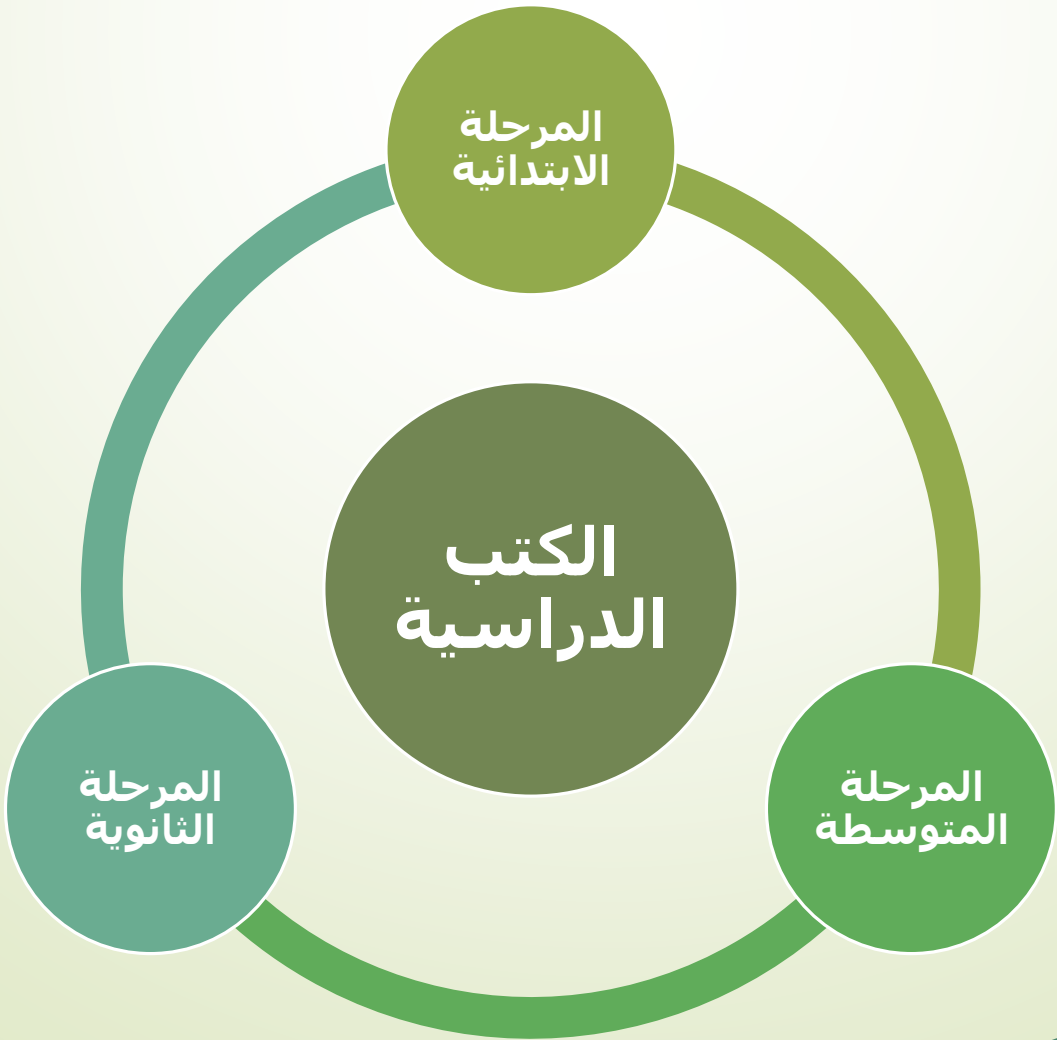 المرحلة
الابتدائية
الكتب
الدراسية
المرحلة
المتوسطة
المرحلة
الثانوية